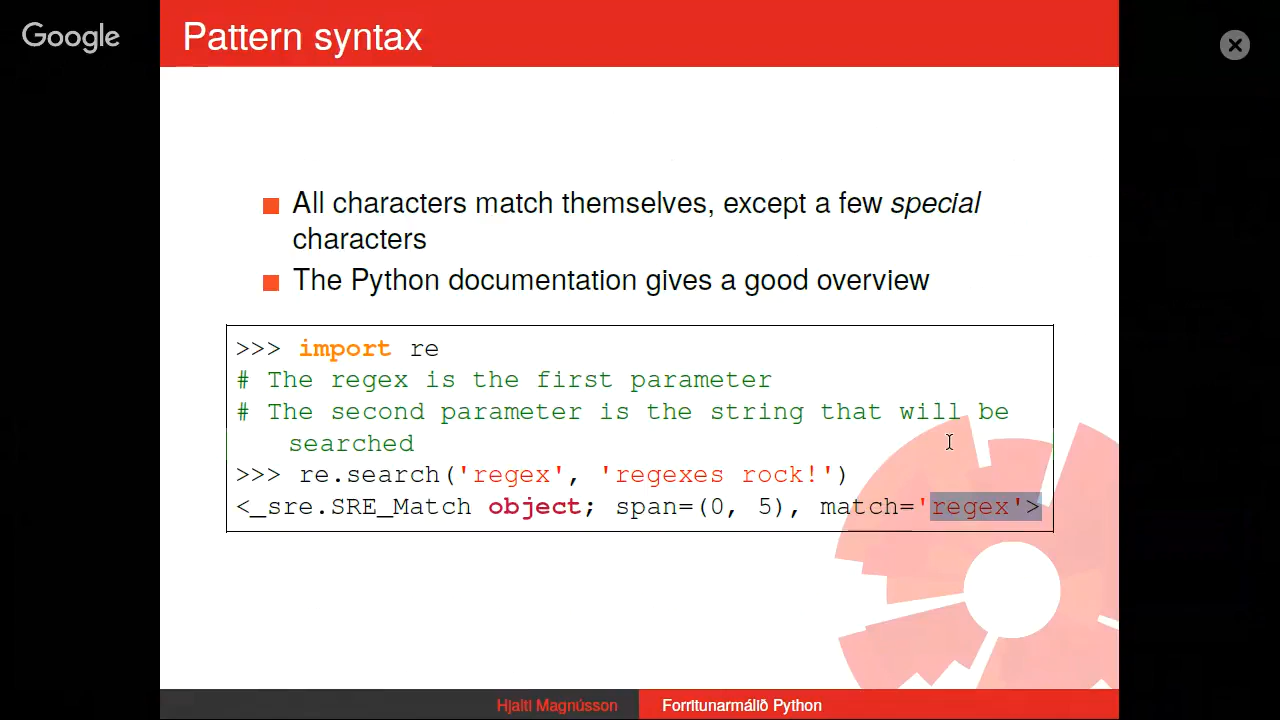 Google
Pattern syntax
All characters match themselves, except a few special
characters
The Python documentation gives a good overview
>>> import re
# The regex is the first parameter
# The second parameter is the string that will be
searched
>>> re.search('regex', 'regexes rock!')
<_sre.SRE_Match object; span=(0, 5), match='regex'>
Hjalti Magnússon
Forritunarmálið Python